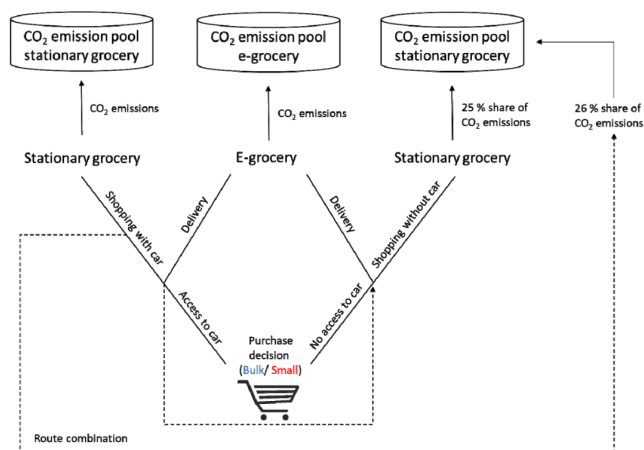 CO₂ emission pool
stationary grocery
CO₂ emission pool
e-grocery
CO₂ emission pool
stationary grocery
CO₂ emissions
CO₂ emissions
25 % share of
CO₂ emissions
26 % share of
CO₂ emissions
Stationary grocery
E-grocery
Stationary grocery
Shopping with car
Delivery
Delivery
Shopping without car
Access to car
No access to car
Purchase
decision
(Bulk/ Small)
Route combination